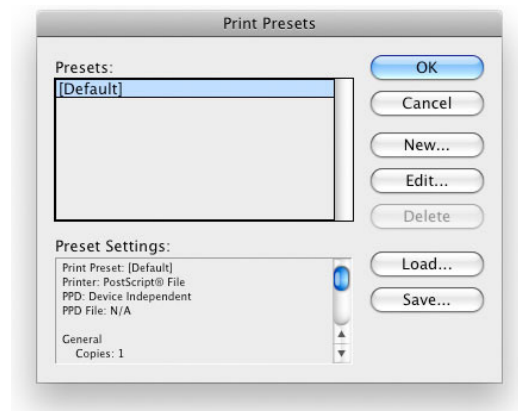 Print Presets
Presets:
[Default]
OK
Cancel
New...
Edit...
Delete
Preset Settings:
Print Preset: [Default]
Printer: PostScript® File
PPD: Device Independent
PPD File: N/A
General
Copies: 1
Load...
Save...